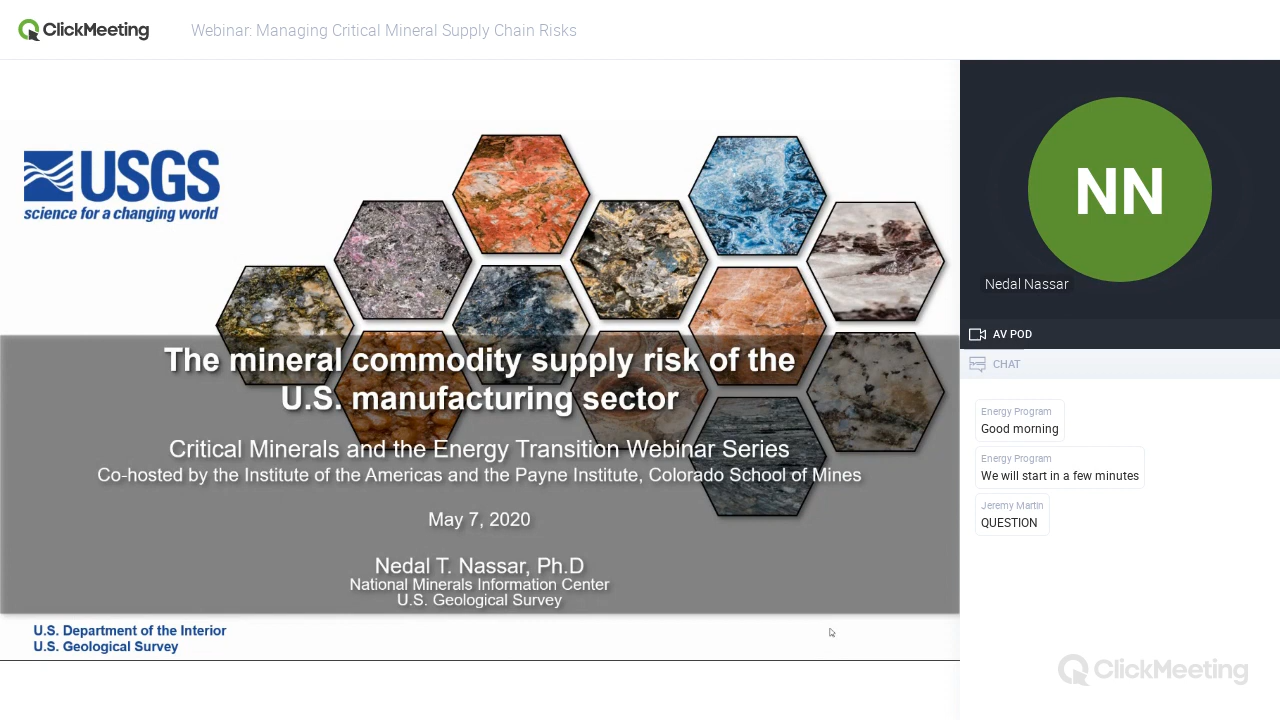 ClickMeeting
Webinar: Managing Critical Mineral Supply Chain Risks
USGS
science for a changing world
The mineral commodity supply risk of the
U.S. manufacturing sector
Critical Minerals and the Energy Transition Webinar Series
Co-hosted by the Institute of the Americas and the Payne Institute, Colorado School of Mines
May 7, 2020
Nedal T. Nassar, Ph.D
National Minerals Information Center
U.S. Geological Survey
U.S. Department of the Interior
U.S. Geological Survey
NN
Nedal Nassar
AV POD
CHAT
Energy Program
Good morning
Energy Program
We will start in a few minutes
Jeremy Martin
QUESTION
ClickMeeting